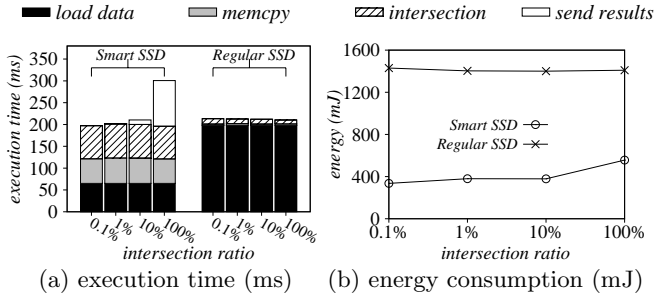 load data memcpy intersection send results
Smart SSD Regular SSD
execution time (ms)
350
300
250
200
150
100
50
0
0.1% 1% 10% 100% 0.1% 1% 10% 100%
intersection ratio
(a) execution time (ms)
energy (mJ)
1600
1200
800
400
0
Smart SSD
Regular SSD
0.1% 1% 10% 100%
intersection ratio
(b) energy consumption (mJ)